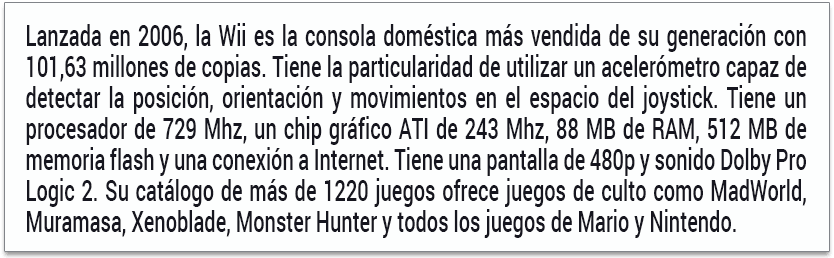 Lanzada en 2006, la Wii es la consola doméstica más vendida de su generación con
101,63 millones de copias. Tiene la particularidad de utilizar un acelerómetro capaz de
detectar la posición, orientación y movimientos en el espacio del joystick. Tiene un
procesador de 729 Mhz, un chip gráfico ATI de 243 Mhz, 88 MB de RAM, 512 MB de
memoria flash y una conexión a Internet. Tiene una pantalla de 480p y sonido Dolby Pro
Logic 2. Su catálogo de más de 1220 juegos ofrece juegos de culto como MadWorld,
Muramasa, Xenoblade, Monster Hunter y todos los juegos de Mario y Nintendo.